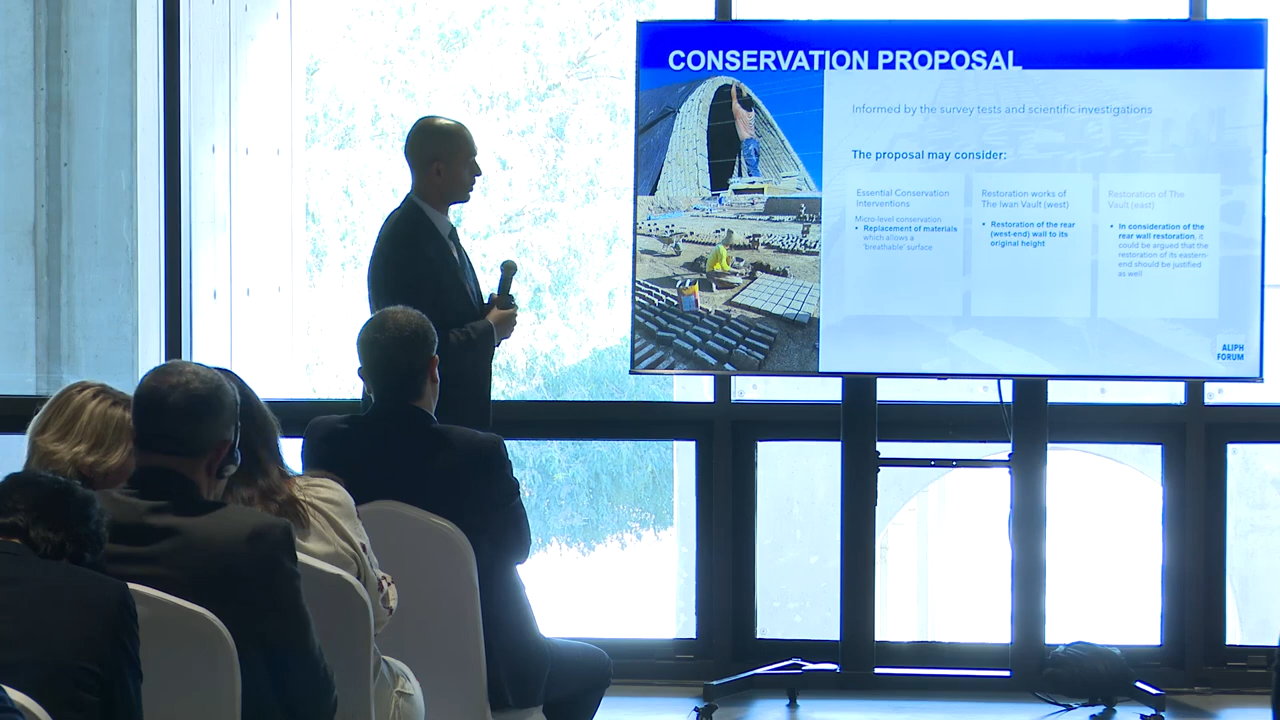 CONSERVATION PROPOSAL
Informed by the survey tests and scientific investigations
The proposal may consider:
Essential Conservation
Interventions
Micro-level conservation
• Replacement of materials
which allows a
'breathable' surface
Restoration works of
The Iwan Vault (west)
• Restoration of the rear
(west-end) wall to its
original height
Restoration of The
Vault (east)
• In consideration of the
rear wall restoration, it
could be argued that the
restoration of its eastern-
end should be justified
as well
ALIPH
FORUM